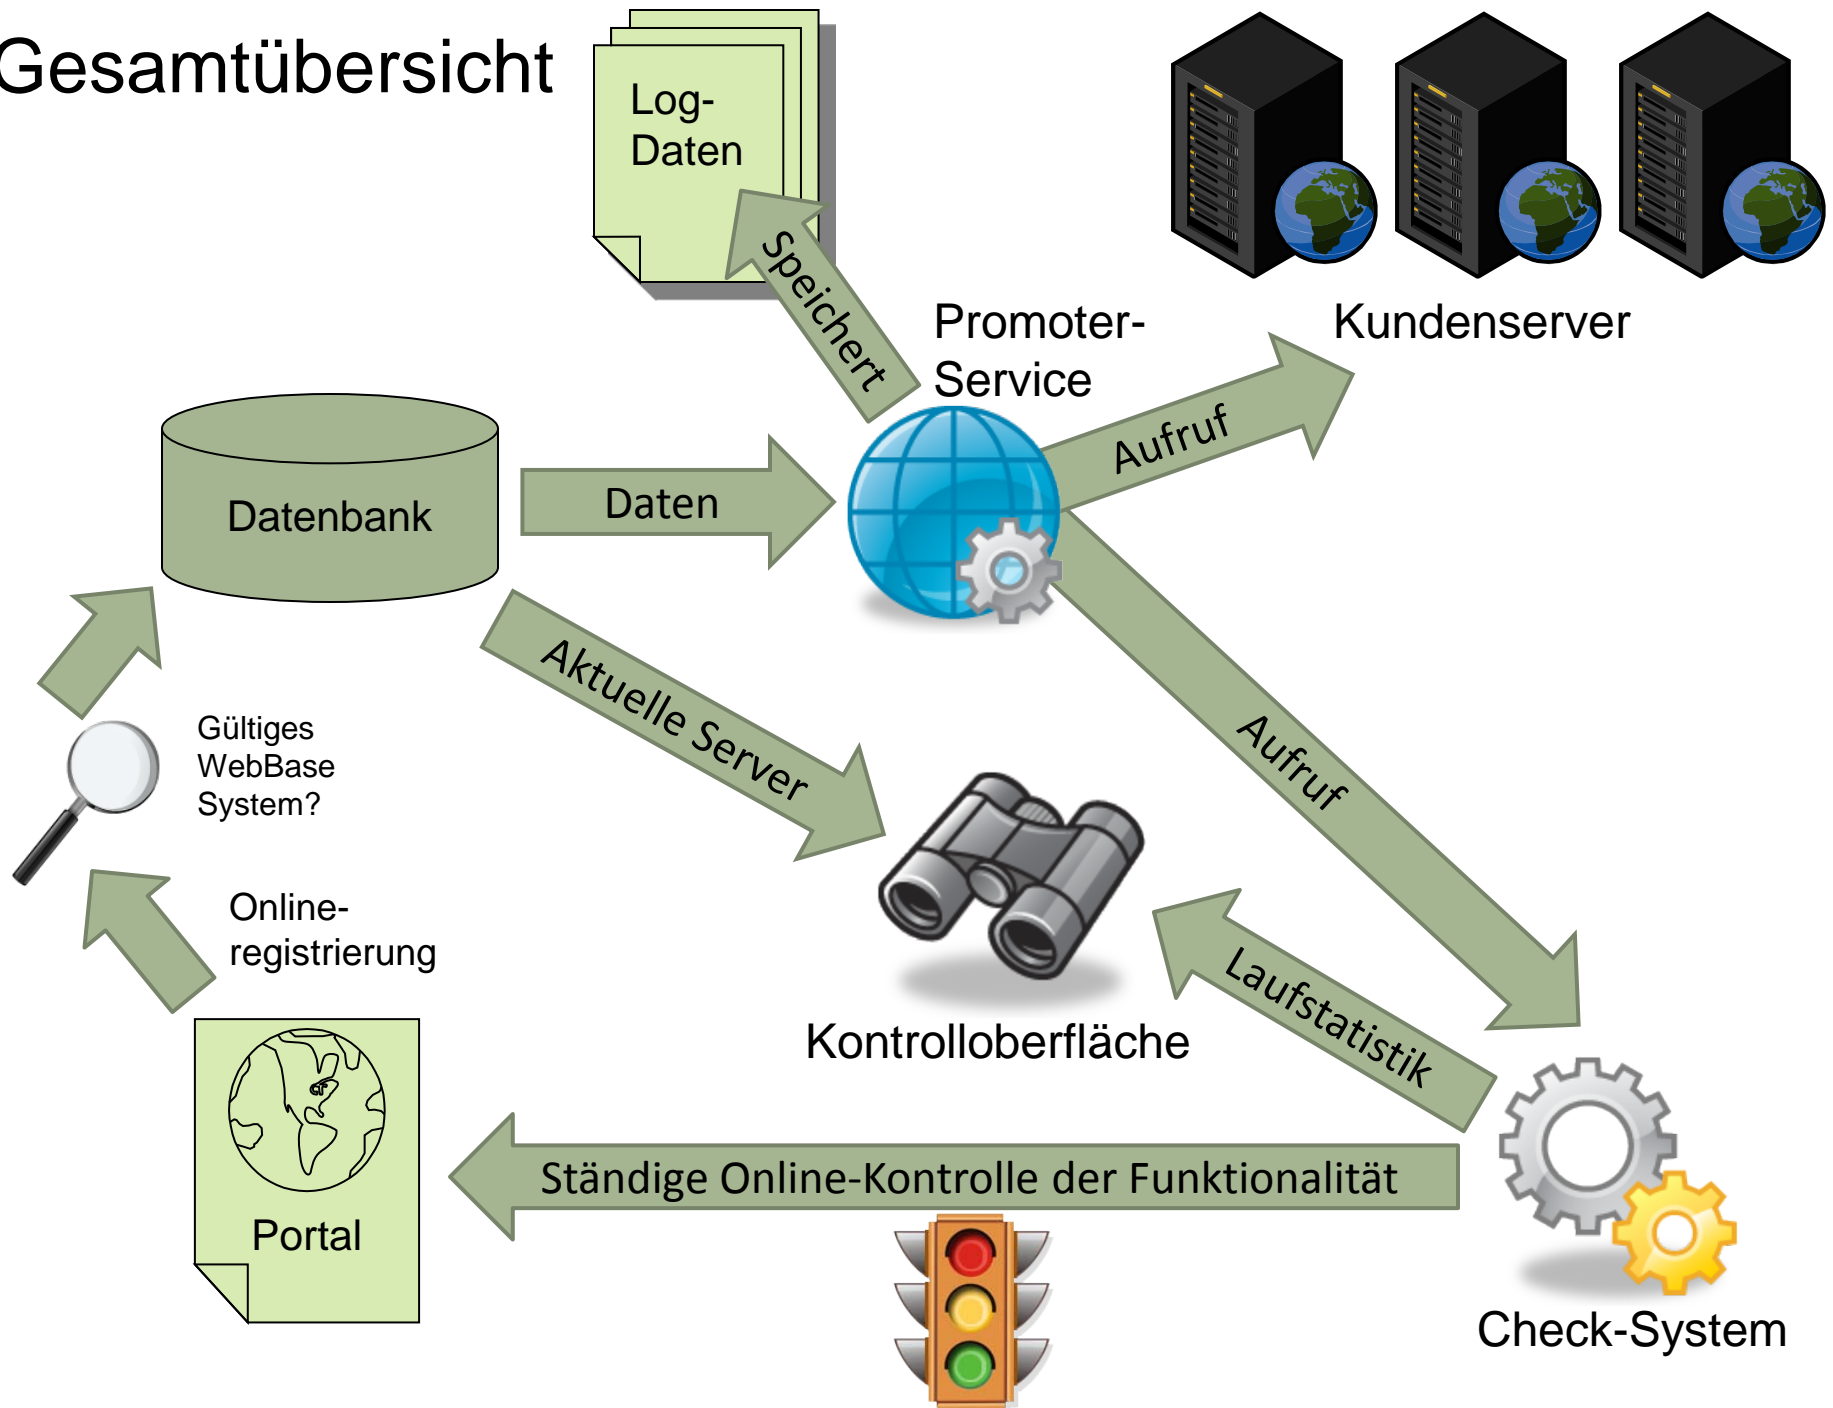 Gesamtübersicht
Log-
Daten
Speichert
Promoter-
Service
Kundenserver
Aufruf
Datenbank
Daten
Aktuelle Server
Aufruf
Gültiges
WebBase
System?
Online-
registrierung
Laufstatistik
Kontrolloberfläche
Ständige Online-Kontrolle der Funktionalität
Portal
Check-System